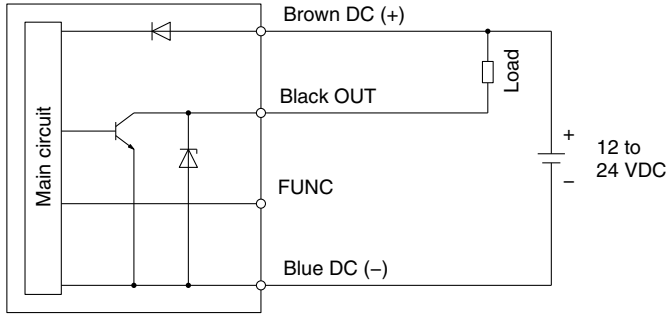 Brown DC (+)
Load
Black OUT
Main circuit
+
12 to
24 VDC
−
FUNC
Blue DC (−)